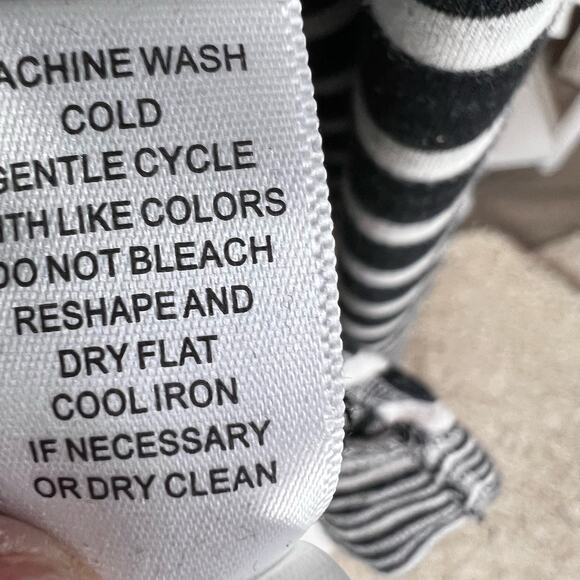 ACHINE WASH
COLD
GENTLE CYCLE
ITH LIKE COLORS
DO NOT BLEACH
RESHAPE AND
DRY FLAT
COOL IRON
IF NECESSARY
OR DRY CLEAN